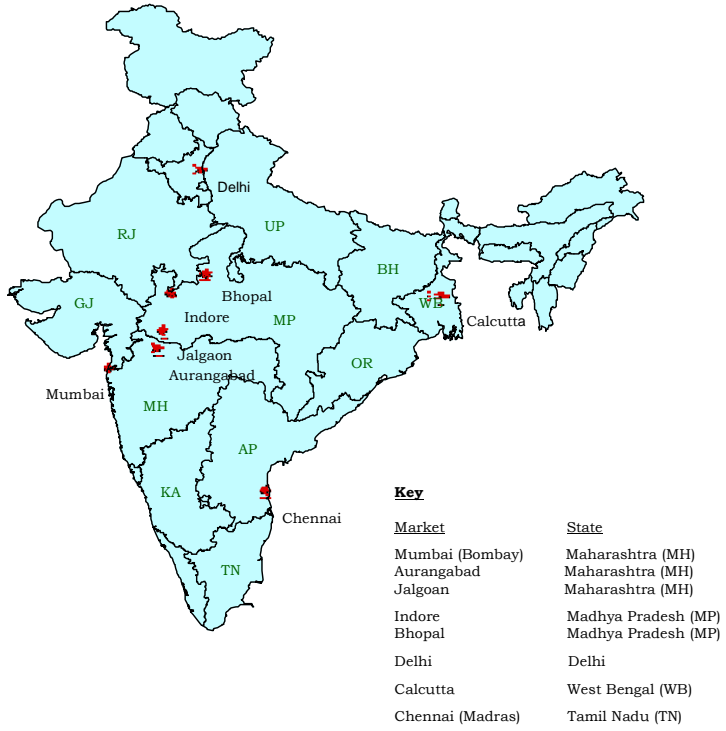 Delhi
RJ
UP
BH
GJ
Bhopal
WB
Indore
MP
Calcutta
Jalgaon
OR
Aurangabad
Mumbai
MH
AP
KA
Chennai
TN
Key
Market State
Mumbai (Bombay) Maharashtra (MH)
Aurangabad Maharashtra (MH)
Jalgoan Maharashtra (MH)
Indore Madhya Pradesh (MP)
Bhopal Madhya Pradesh (MP)
Delhi Delhi
Calcutta West Bengal (WB)
Chennai (Madras) Tamil Nadu (TN)